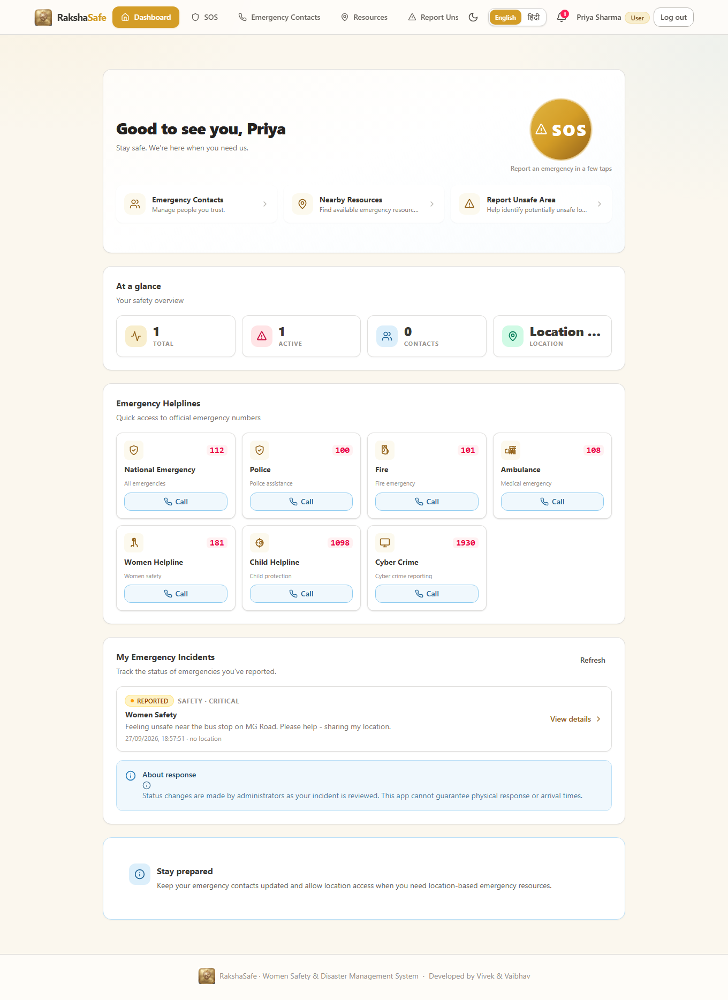 RakshaSafe Dashboard SOS Emergency Contacts Resources Report Uns English हिंदी 1 Priya Sharma User Log out
Good to see you, Priya
Stay safe. We're here when you need us.
SOS
Report an emergency in a few taps
Emergency Contacts
Manage people you trust.
Nearby Resources
Find available emergency resourc...
Report Unsafe Area
Help identify potentially unsafe lo...
At a glance
Your safety overview
1
TOTAL
1
ACTIVE
0
CONTACTS
Location ...
LOCATION
Emergency Helplines
Quick access to official emergency numbers
112
National Emergency
All emergencies
Call
100
Police
Police assistance
Call
101
Fire
Fire emergency
Call
108
Ambulance
Medical emergency
Call
181
Women Helpline
Women safety
Call
1098
Child Helpline
Child protection
Call
1930
Cyber Crime
Cyber crime reporting
Call
My Emergency Incidents
Track the status of emergencies you've reported.
Refresh
REPORTED SAFETY · CRITICAL
Women Safety
Feeling unsafe near the bus stop on MG Road. Please help - sharing my location.
27/09/2026, 18:57:51 · no location
View details
About response
Status changes are made by administrators as your incident is reviewed. This app cannot guarantee physical response or arrival times.
Stay prepared
Keep your emergency contacts updated and allow location access when you need location-based emergency resources.
RakshaSafe · Women Safety & Disaster Management System · Developed by Vivek & Vaibhav